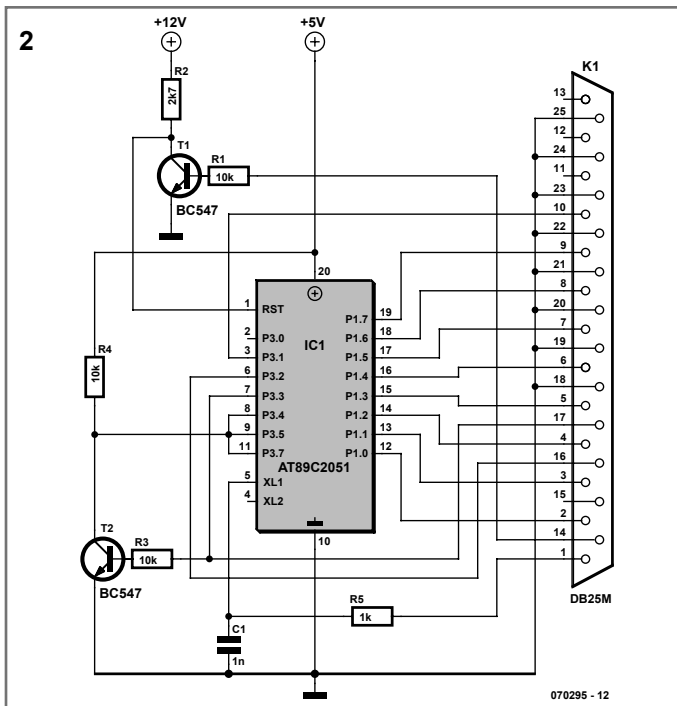 2
+12V
+5V
K1
R2
2k7
T1
R1
10k
BC547
13
25
12
24
11
23
10
22
9
21
8
20
7
19
6
18
5
17
4
16
3
15
2
14
1
DB25M
20
IC1
AT89C2051
1 RST
2 P3.0
3 P3.1
6 P3.2
7 P3.3
8 P3.4
9 P3.5
11 P3.7
5 XL1
4 XL2
P1.7 19
P1.6 18
P1.5 17
P1.4 16
P1.3 15
P1.2 14
P1.1 13
P1.0 12
10
R4
10k
T2
R3
10k
BC547
R5
1k
C1
1n
070295 - 12